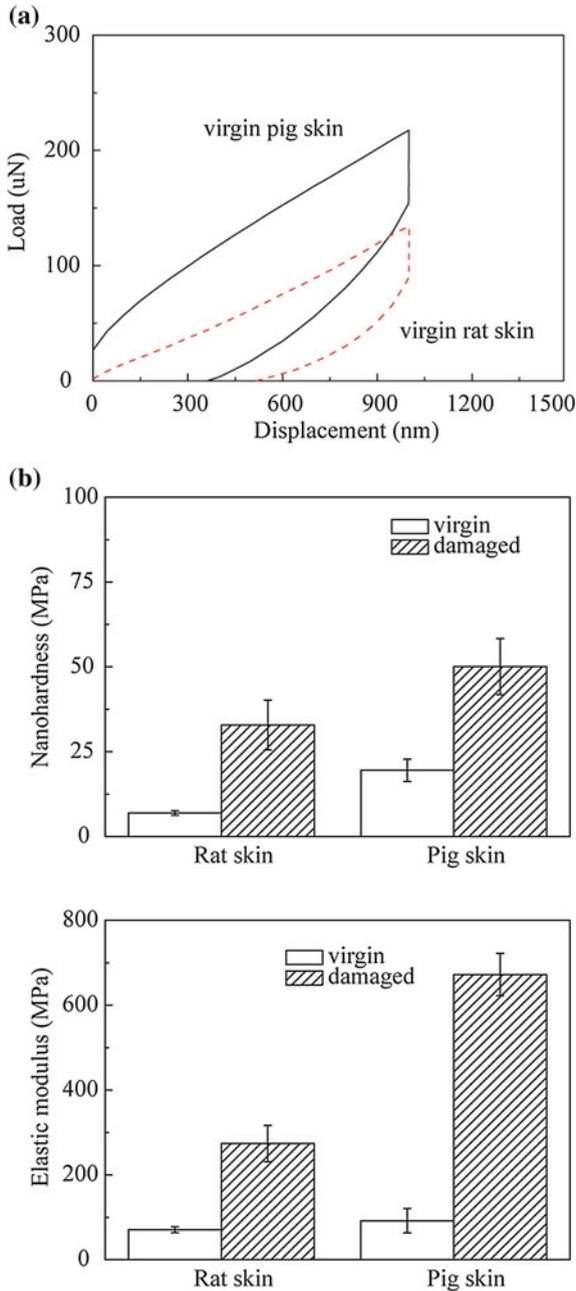 (a)
300
200
100
0
Load (uN)
virgin pig skin
virgin rat skin
0 300 600 900 1200 1500
Displacement (nm)
(b)
100
75
50
25
0
Nanohardness (MPa)
virgin
damaged
Rat skin Pig skin
800
600
400
200
0
Elastic modulus (MPa)
virgin
damaged
Rat skin Pig skin